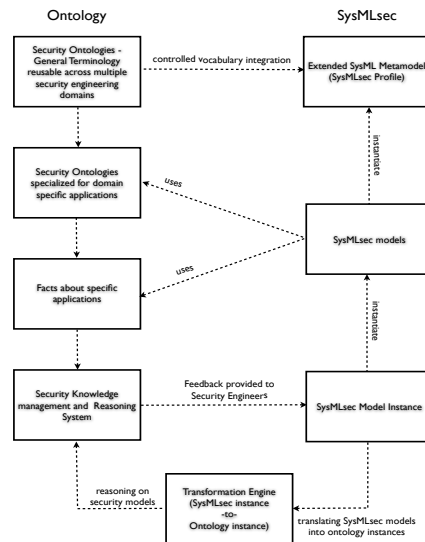 Ontology
SysMLsec
Security Ontologies -
General Terminology
reusable across multiple
security engineering
domains
controlled vocabulary integration
Extended SysML Metamodel
(SysMLsec Profile)
instantiate
Security Ontologies
specialized for domain
specific applications
uses
SysMLsec models
uses
Facts about specific
applications
instantiate
Security Knowledge
management and Reasoning
System
Feedback provided to
Security Engineers
SysMLsec Model Instance
reasoning on
security models
Transformation Engine
(SysMLsec instance
-to-
Ontology instance)
translating SysMLsec models
into ontology instances